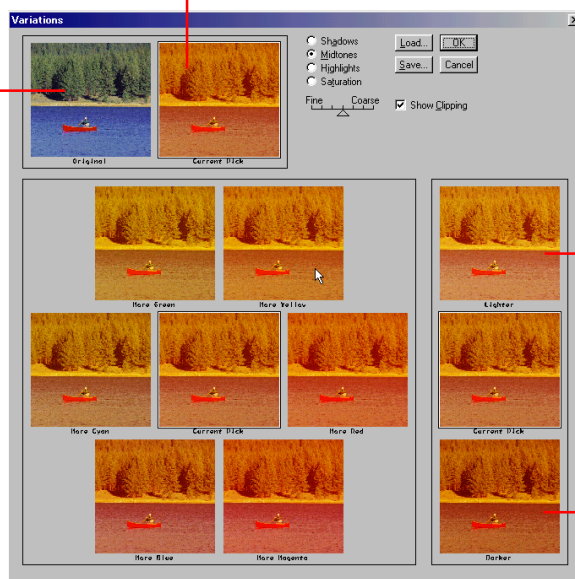 Variations
Original
Current Pick
Shadows
Midtones
Highlights
Saturation
Fine Coarse
Load... OK
Save... Cancel
Show Clipping
More Green
More Yellow
Lighter
More Cyan
Current Pick
More Red
Current Pick
More Blue
More Magenta
Darker